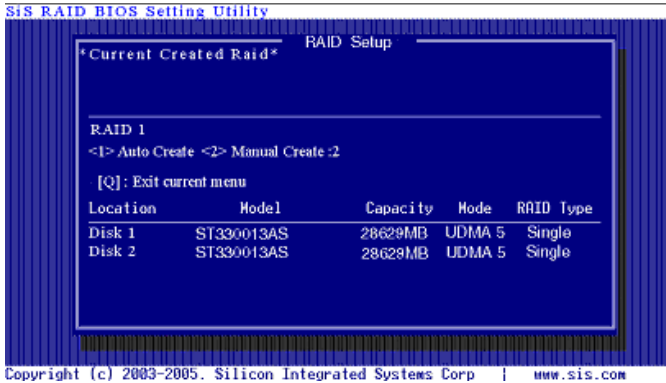 SiS RAID BIOS Setting Utility
RAID Setup
*Current Created Raid*
RAID 1
<1> Auto Create <2> Manual Create :2
[Q] : Exit current menu
Location Model Capacity Mode RAID Type
Disk 1 ST330013AS 28629MB UDMA 5 Single
Disk 2 ST330013AS 28629MB UDMA 5 Single
Copyright (c) 2003-2005. Silicon Integrated Systems Corp | www.sis.com